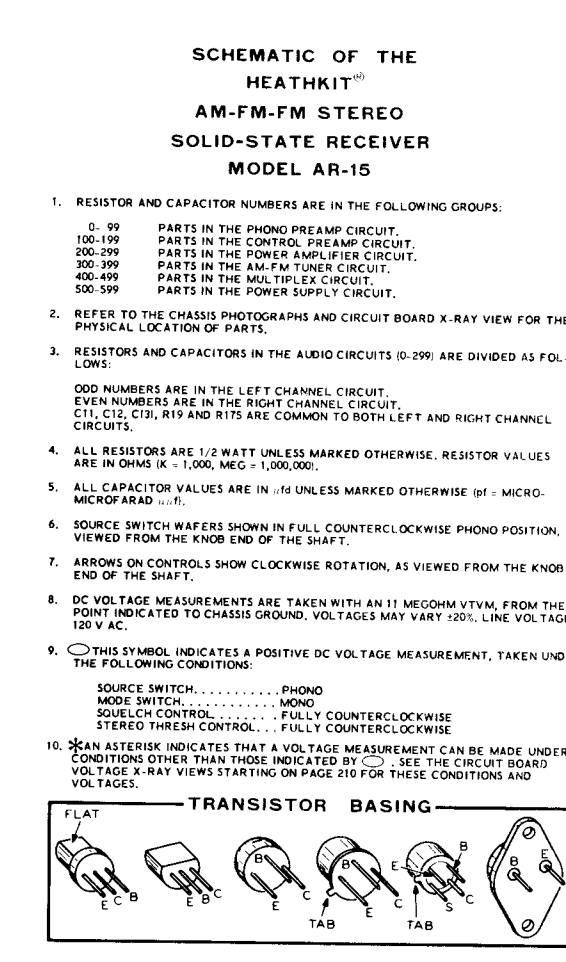 SCHEMATIC OF THE
HEATHKIT®
AM-FM-FM STEREO
SOLID-STATE RECEIVER
MODEL AR-15
1. RESISTOR AND CAPACITOR NUMBERS ARE IN THE FOLLOWING GROUPS:
0- 99 PARTS IN THE PHONO PREAMP CIRCUIT.
100-199 PARTS IN THE CONTROL PREAMP CIRCUIT.
200-299 PARTS IN THE POWER AMPLIFIER CIRCUIT.
300-399 PARTS IN THE AM-FM TUNER CIRCUIT.
400-499 PARTS IN THE MULTIPLEX CIRCUIT.
500-599 PARTS IN THE POWER SUPPLY CIRCUIT.
2. REFER TO THE CHASSIS PHOTOGRAPHS AND CIRCUIT BOARD X-RAY VIEW FOR THE
PHYSICAL LOCATION OF PARTS.
3. RESISTORS AND CAPACITORS IN THE AUDIO CIRCUITS (0-299) ARE DIVIDED AS FOL-
LOWS:
ODD NUMBERS ARE IN THE LEFT CHANNEL CIRCUIT.
EVEN NUMBERS ARE IN THE RIGHT CHANNEL CIRCUIT.
C11, C12, C131, R19 AND R175 ARE COMMON TO BOTH LEFT AND RIGHT CHANNEL
CIRCUITS.
4. ALL RESISTORS ARE 1/2 WATT UNLESS MARKED OTHERWISE. RESISTOR VALUES
ARE IN OHMS (K = 1,000, MEG = 1,000,000).
5. ALL CAPACITOR VALUES ARE IN μfd UNLESS MARKED OTHERWISE (pf = MICRO-
MICROFARAD μμf).
6. SOURCE SWITCH WAFERS SHOWN IN FULL COUNTERCLOCKWISE PHONO POSITION,
VIEWED FROM THE KNOB END OF THE SHAFT.
7. ARROWS ON CONTROLS SHOW CLOCKWISE ROTATION, AS VIEWED FROM THE KNOB
END OF THE SHAFT.
8. DC VOLTAGE MEASUREMENTS ARE TAKEN WITH AN 11 MEGOHM VTVM, FROM THE
POINT INDICATED TO CHASSIS GROUND. VOLTAGES MAY VARY ±20%. LINE VOLTAG
120 V AC.
9. THIS SYMBOL INDICATES A POSITIVE DC VOLTAGE MEASUREMENT, TAKEN UND
THE FOLLOWING CONDITIONS:
SOURCE SWITCH. . . . . . . . . . . PHONO
MODE SWITCH. . . . . . . . . . . . MONO
SQUELCH CONTROL. . . . . . . . FULLY COUNTERCLOCKWISE
STEREO THRESH CONTROL. . . FULLY COUNTERCLOCKWISE
10. *AN ASTERISK INDICATES THAT A VOLTAGE MEASUREMENT CAN BE MADE UNDER
CONDITIONS OTHER THAN THOSE INDICATED BY . SEE THE CIRCUIT BOARD
VOLTAGE X-RAY VIEWS STARTING ON PAGE 210 FOR THESE CONDITIONS AND
VOLTAGES.
TRANSISTOR BASING
FLAT
E C B
E B C
B C E
B C E TAB
E B C S TAB
B E